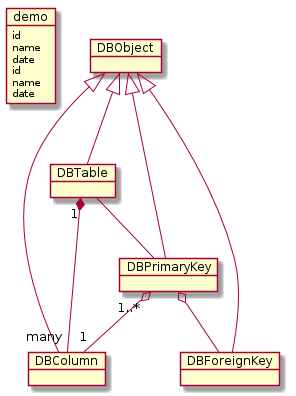 demo
id
name
date
id
name
date
DBObject
DBTable
1
DBPrimaryKey
1..*
many
1
DBColumn
DBForeignKey